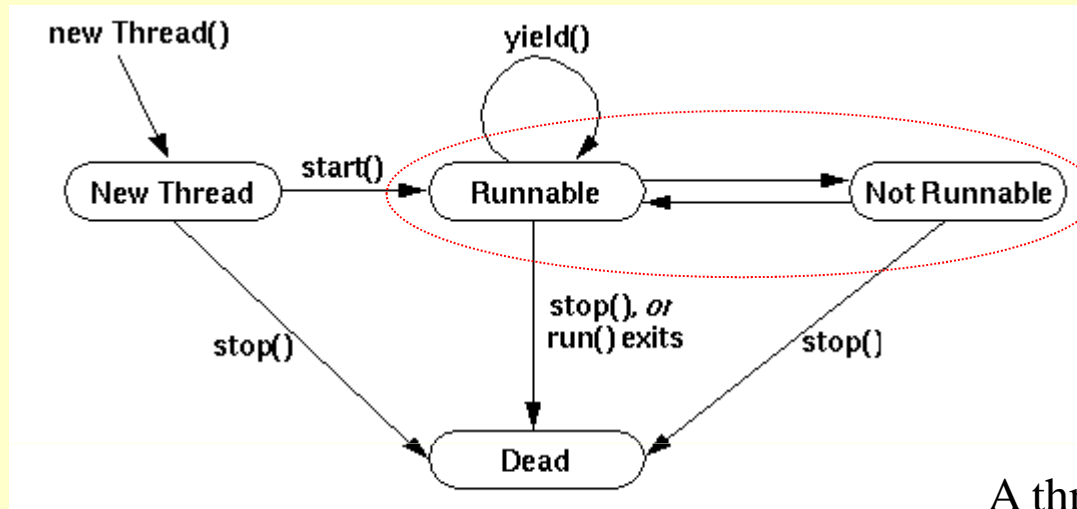 new Thread()
yield()
start()
New Thread
Runnable
Not Runnable
stop()
stop(), or
run() exits
stop()
Dead
A